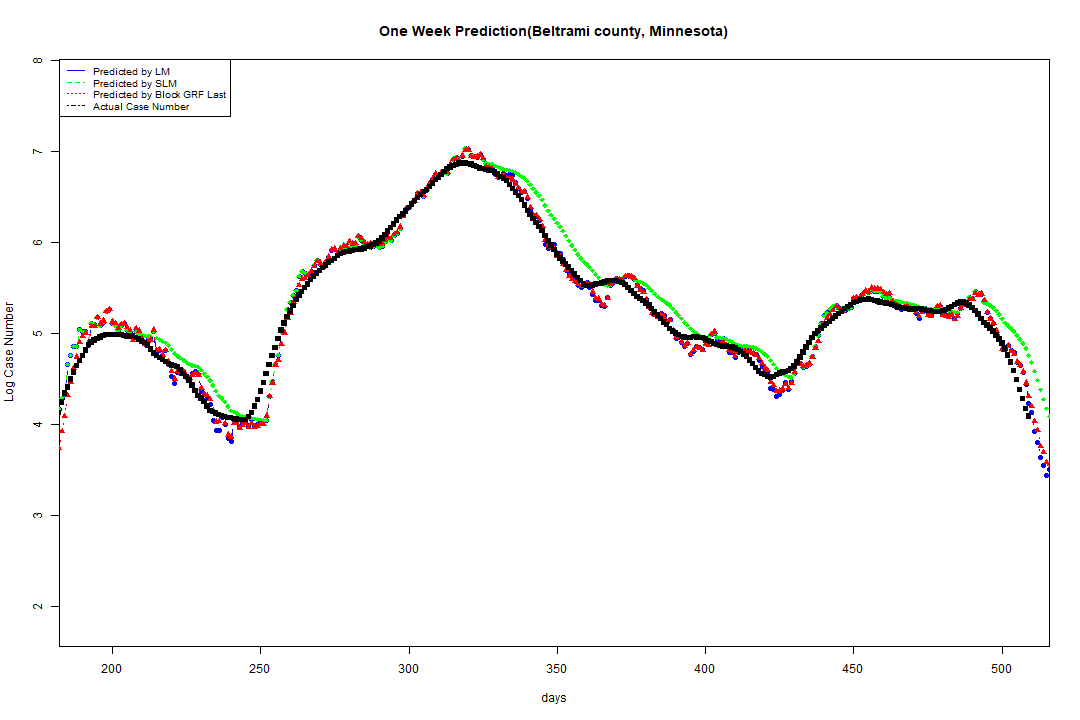 One Week Prediction(Beltrami county, Minnesota)
Predicted by LM
Predicted by SLM
Predicted by Block GRF Last
Actual Case Number
8
7
6
5
4
3
2
Log Case Number
200 250 300 350 400 450 500
days